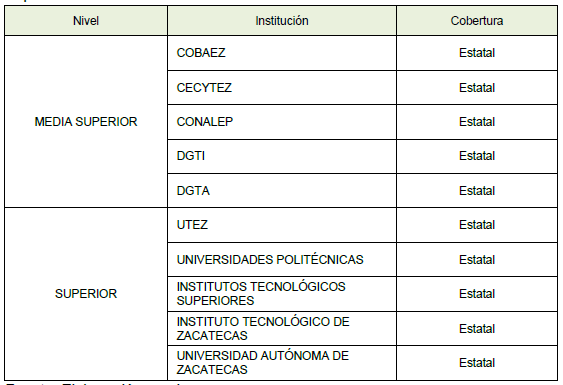 Nivel Institución Cobertura
COBAEZ Estatal
CECYTEZ Estatal
MEDIA SUPERIOR CONALEP Estatal
DGTI Estatal
DGTA Estatal
UTEZ Estatal
UNIVERSIDADES POLITÉCNICAS Estatal
SUPERIOR INSTITUTOS TECNOLÓGICOS
SUPERIORES Estatal
INSTITUTO TECNOLÓGICO DE
ZACATECAS Estatal
UNIVERSIDAD AUTÓNOMA DE
ZACATECAS Estatal